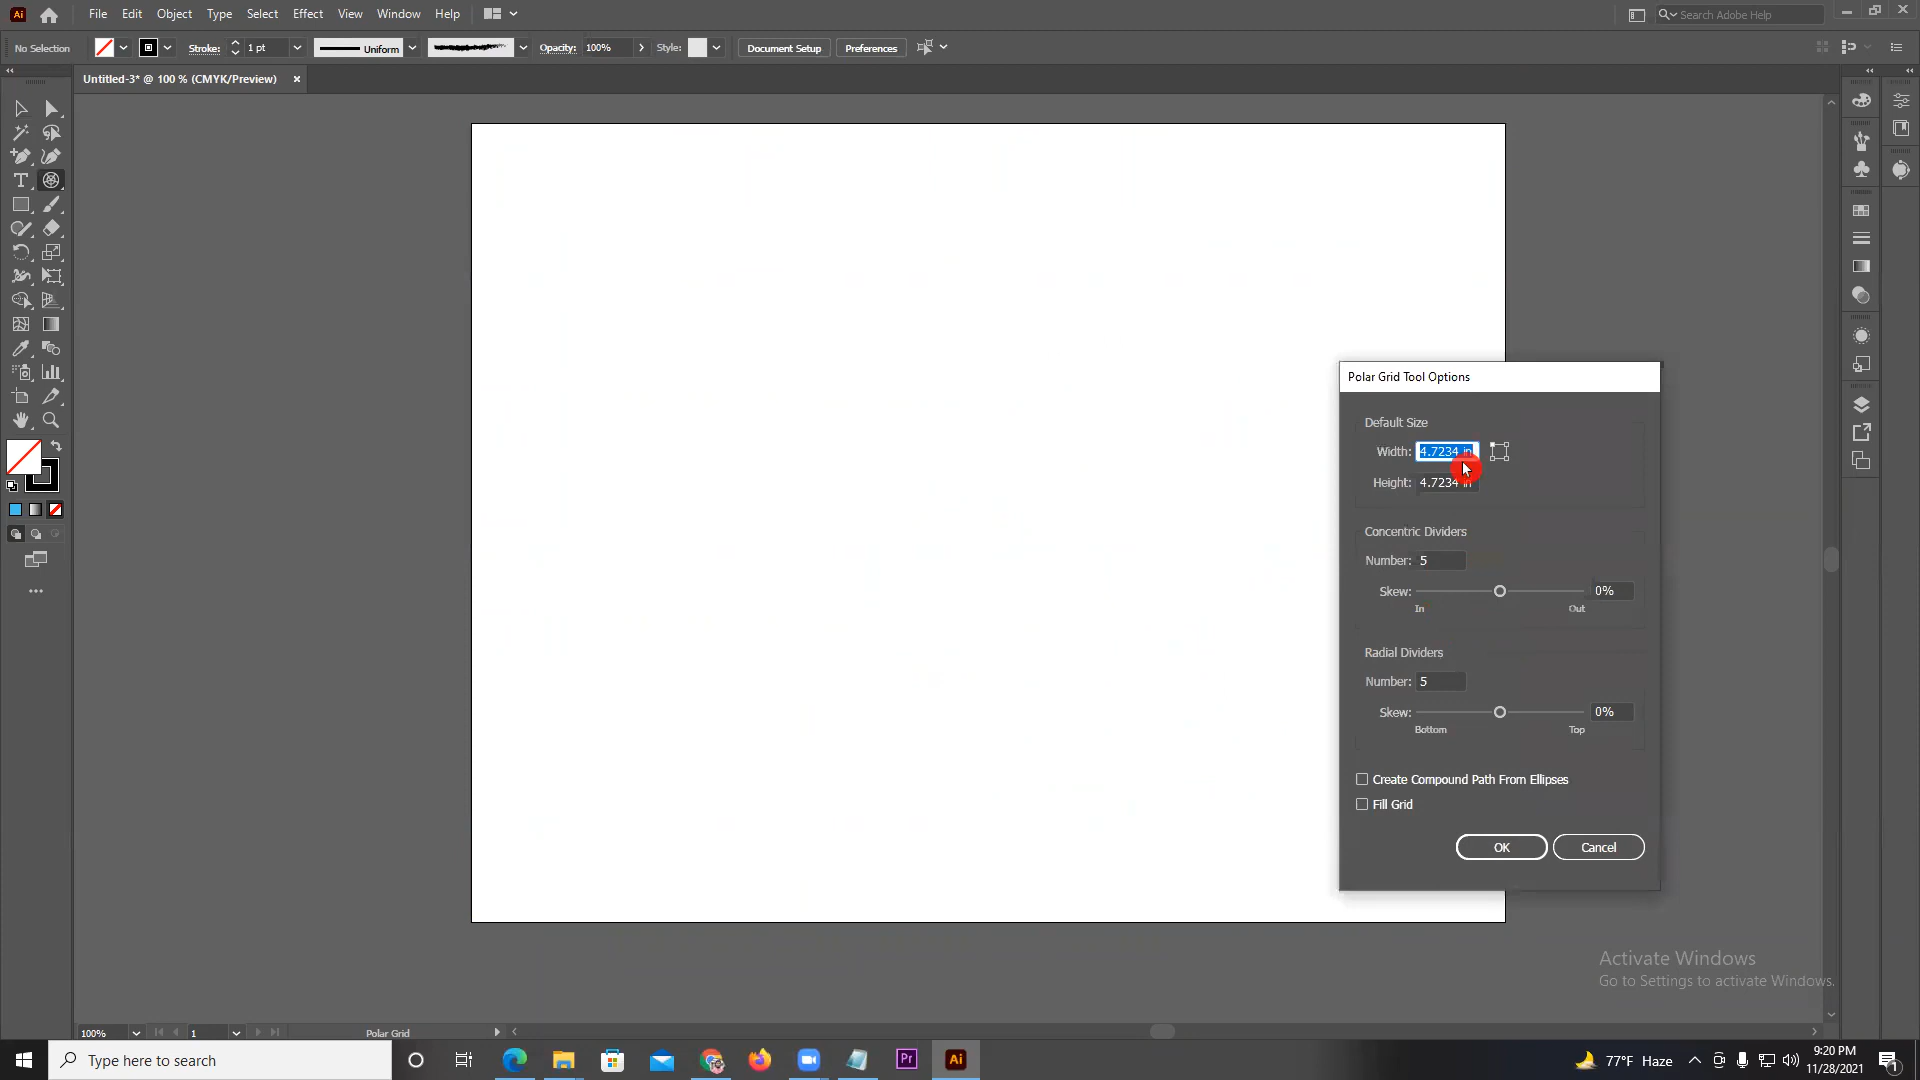 Ai File Edit Object Type Select Effect View Window Help Search Adobe Help
No Selection Stroke: 1 pt Uniform Opacity: 100% Style: Document Setup Preferences
Untitled-3* @ 100 % (CMYK/Preview)
Polar Grid Tool Options
Default Size
Width: 4.7234 in
Height: 4.7234 in
Concentric Dividers
Number: 5
Skew: 0%
In Out
Radial Dividers
Number: 5
Skew: 0%
Bottom Top
Create Compound Path From Ellipses
Fill Grid
OK Cancel
Activate Windows
Go to Settings to activate Windows.
100% 1 Polar Grid
Type here to search Pr Ai 77°F Haze 9:20 PM
11/28/2021 1